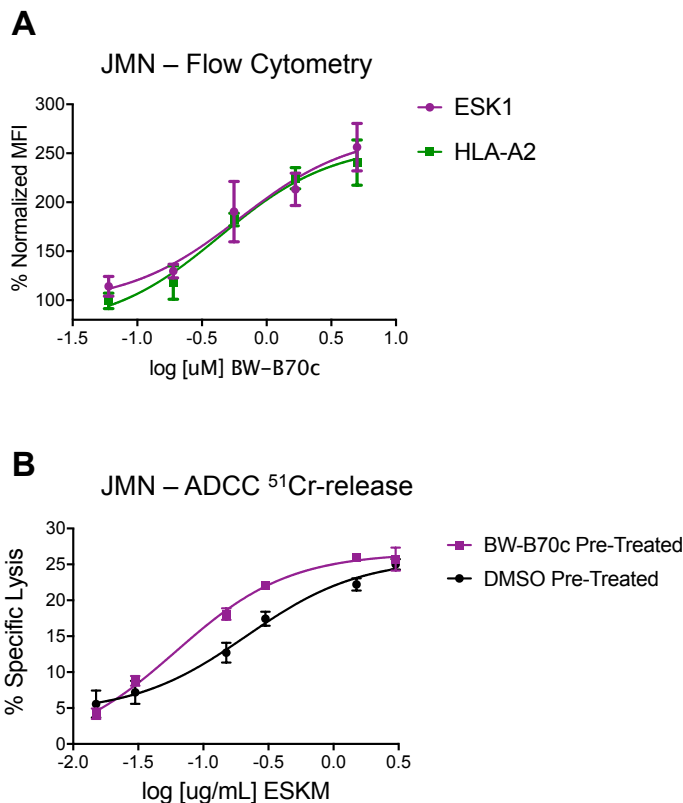 A
JMN – Flow Cytometry
% Normalized MFI
300
250
200
150
100
-1.5
-1.0
-0.5
0.0
0.5
1.0
log [uM] BW–B70c
ESK1
HLA-A2
B
JMN – ADCC ⁵¹Cr-release
% Specific Lysis
30
25
20
15
10
5
0
-2.0
-1.5
-1.0
-0.5
0.0
0.5
log [ug/mL] ESKM
BW-B70c Pre-Treated
DMSO Pre-Treated